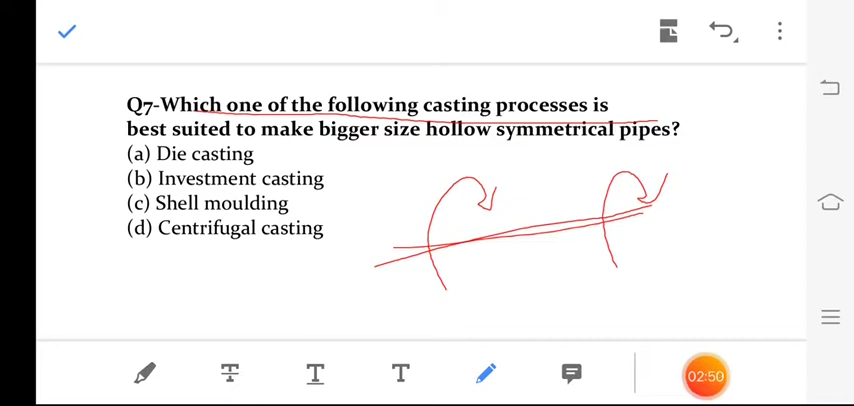 Q7-Which one of the following casting processes is
best suited to make bigger size hollow symmetrical pipes?
(a) Die casting
(b) Investment casting
(c) Shell moulding
(d) Centrifugal casting
T T T
02:50